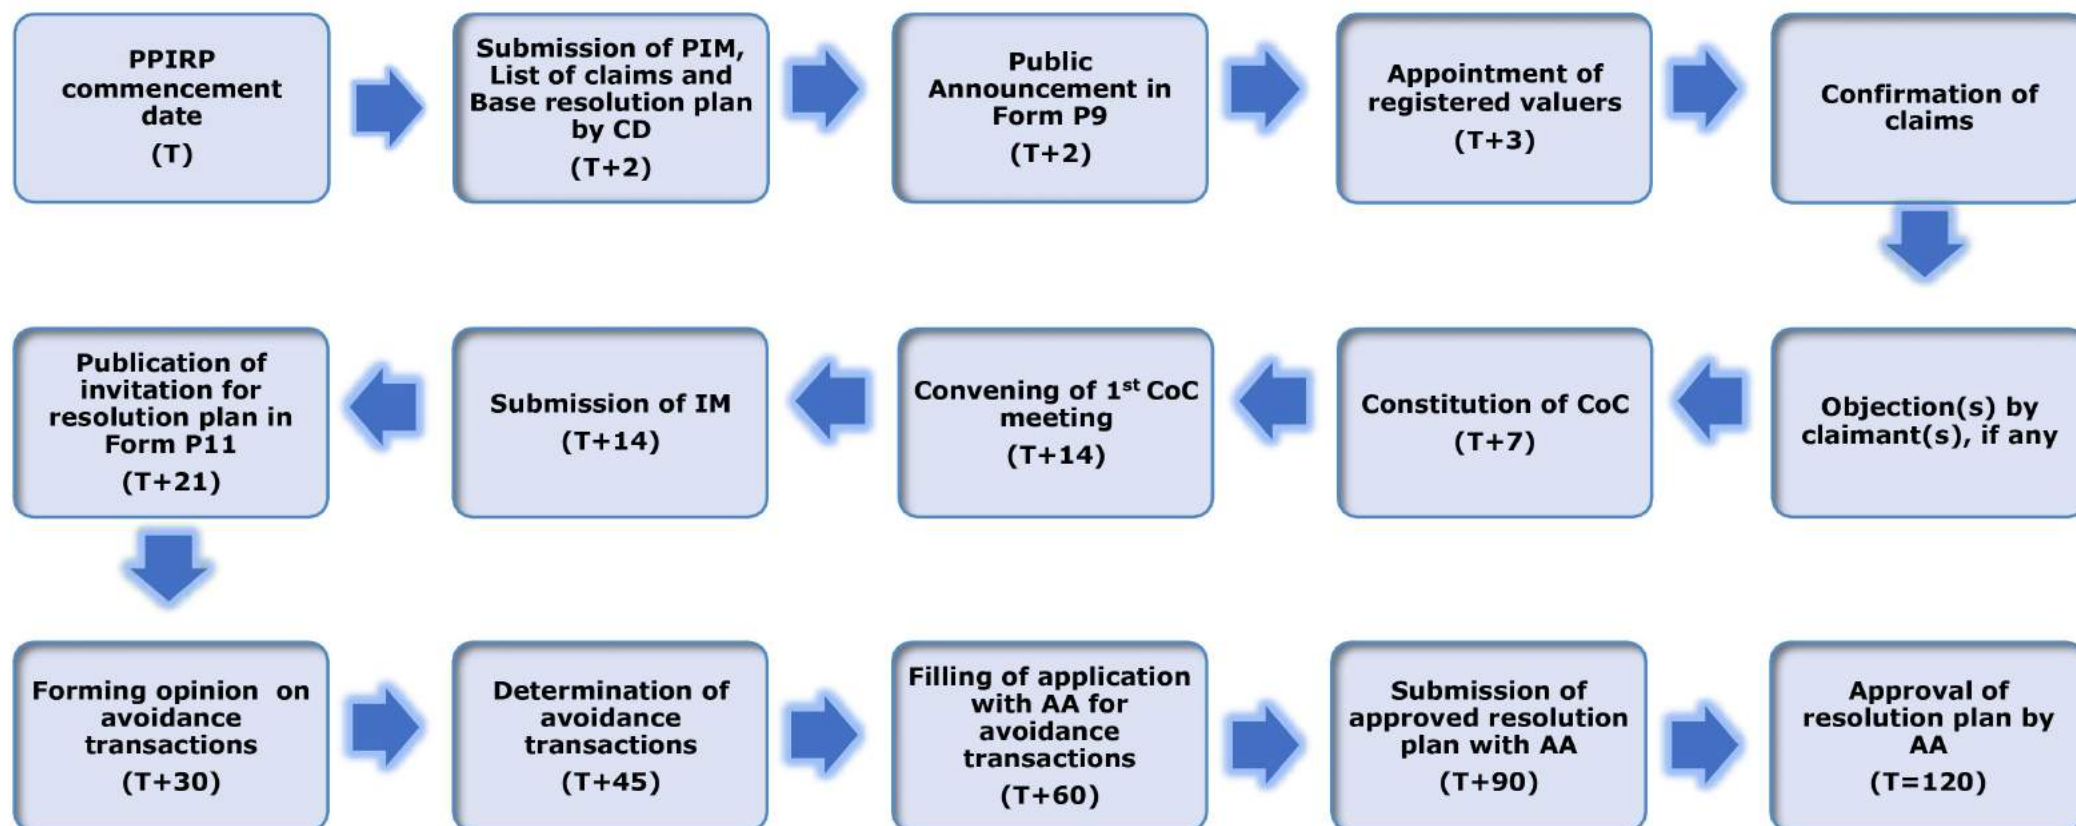 PPIRP
commencement
date
(T)
Submission of PIM,
List of claims and
Base resolution plan
by CD
(T+2)
Public
Announcement in
Form P9
(T+2)
Appointment of
registered valuers
(T+3)
Confirmation of
claims
Objection(s) by
claimant(s), if any
Constitution of CoC
(T+7)
Convening of 1st CoC
meeting
(T+14)
Submission of IM
(T+14)
Publication of
invitation for
resolution plan in
Form P11
(T+21)
Forming opinion on
avoidance
transactions
(T+30)
Determination of
avoidance
transactions
(T+45)
Filling of application
with AA for
avoidance
transactions
(T+60)
Submission of
approved resolution
plan with AA
(T+90)
Approval of
resolution plan by
AA
(T=120)